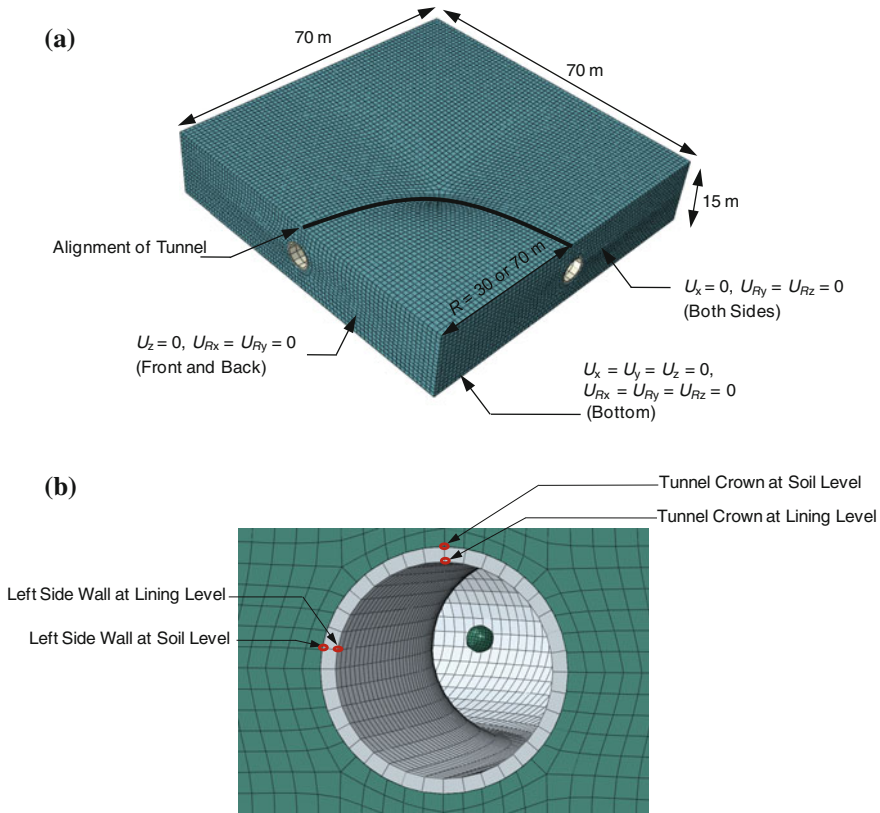 (a)
70 m
70 m
15 m
Alignment of Tunnel
R = 30 or 70 m
Ux = 0, URy = URz = 0
(Both Sides)
Uz = 0, URx = URy = 0
(Front and Back)
Ux = Uy = Uz = 0,
URx = URy = URz = 0
(Bottom)
(b)
Tunnel Crown at Soil Level
Tunnel Crown at Lining Level
Left Side Wall at Lining Level
Left Side Wall at Soil Level